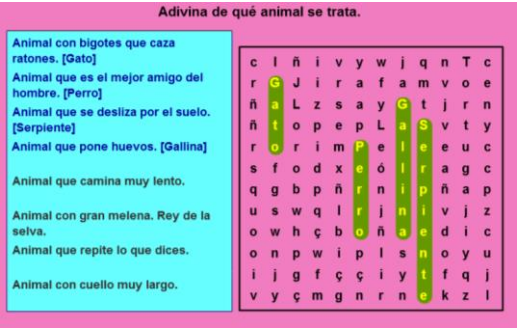 Adivina de qué animal se trata.
Animal con bigotes que caza
ratones. [Gato]
Animal que es el mejor amigo del
hombre. [Perro]
Animal que se desliza por el suelo.
[Serpiente]
Animal que pone huevos. [Gallina]
Animal que camina muy lento.
Animal con gran melena. Rey de la
selva.
Animal que repite lo que dices.
Animal con cuello muy largo.
c l ñ i v y w j q n T c
r G J i r a f a m v o e
ñ a L z s a y G t j r n
ñ t o p e p L a S v t y
r o r i m P e l e e u c
s f o d x e ó l r a g c
q g b p ñ r n i p ñ a p
u s w q l r j n i v j z
o w h ç b o ñ a e d i c
o n p w i p l s n o y u
i j g f ç ç i y t f q j
v y ç m g n r n e k z l